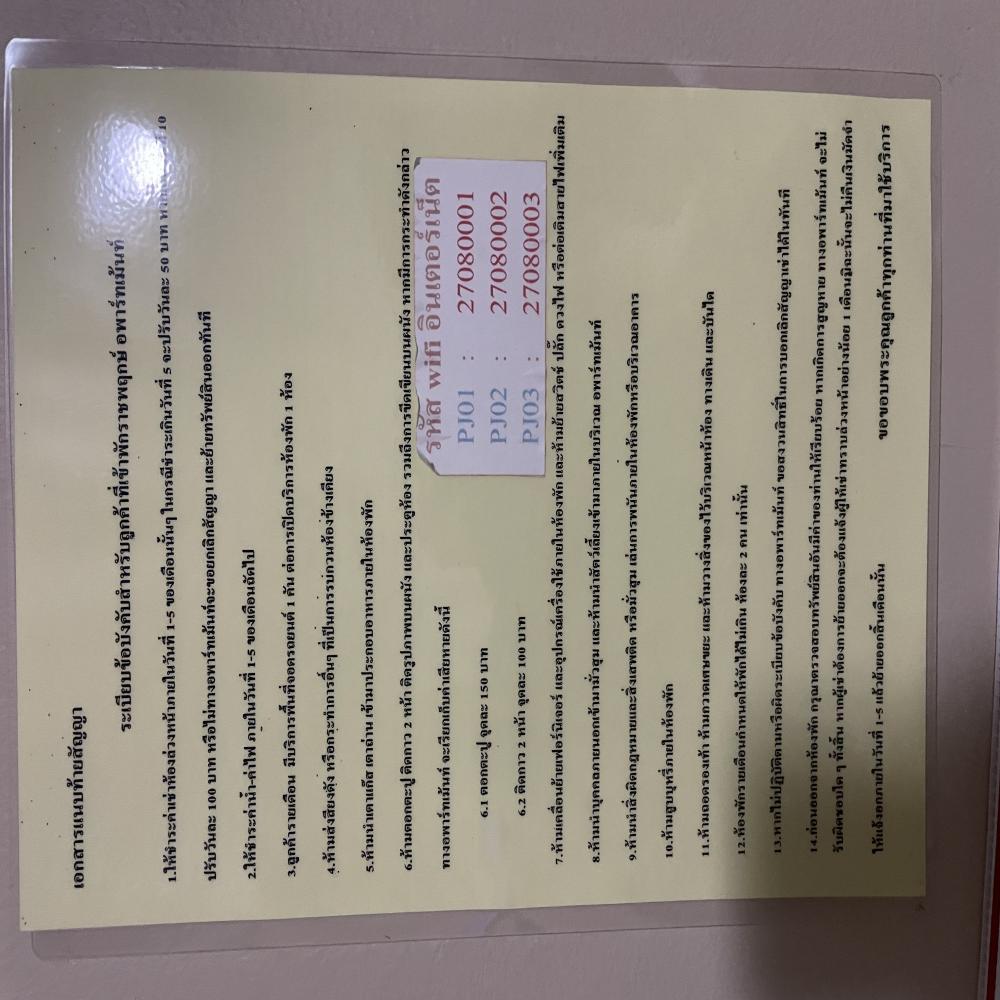 เอกสารแนบท้ายสัญญา
ระเบียบข้อบังคับสำหรับลูกค้าที่เข้าพักราชพฤกษ์ อพาร์ทเม้นท์
1.ให้ชำระค่าเช่าห้องล่วงหน้าภายในวันที่ 1-5 ของเดือนนั้นๆ ในกรณีชำระเกินวันที่ 5 จะปรับวันละ 50 บาท 10
ปรับวันละ 100 บาท หรือไม่ทางอพาร์ทเม้นท์จะขอยกเลิกสัญญา และย้ายทรัพย์สินออกทันที
2.ให้ชำระค่าน้ำ-ค่าไฟ ภายในวันที่ 1-5 ของเดือนถัดไป
3.ลูกค้ารายเดือน มีบริการพื้นที่จอดรถยนต์ 1 คัน ต่อการเปิดบริการห้องพัก 1 ห้อง
4.ห้ามส่งเสียงดัง หรือกระทำการอื่นๆ ที่เป็นการรบกวนห้องข้างเคียง
5.ห้ามนำเตาแก๊ส เตาถ่าน เข้ามาประกอบอาหารภายในห้องพัก
6.ห้ามตอกตะปู ติดกาว 2 หน้า ติดรูปภาพบนผนัง และประตูห้อง รวมถึงการขีดเขียนบนผนัง หากมีการกระทำดังกล่าว
ทางอพาร์ทเม้นท์ จะเรียกเก็บค่าเสียหายดังนี้
6.1 ตอกตะปู จุดละ 150 บาท
6.2 ติดกาว 2 หน้า จุดละ 100 บาท
รหัส wifi อินเตอร์เน็ต
PJ01 : 27080001
PJ02 : 27080002
PJ03 : 27080003
7.ห้ามเคลื่อนย้ายเฟอร์นิเจอร์ และอุปกรณ์เครื่องใช้ภายในห้องพัก และห้ามย้ายสวิตซ์ ปลั๊ก ดวงไฟ หรือต่อเติมสายไฟเพิ่มเติม
8.ห้ามนำบุคคลภายนอกเข้ามามั่วสุม และห้ามนำสัตว์เลี้ยงเข้ามาภายในบริเวณ อพาร์ทเม้นท์
9.ห้ามนำสิ่งผิดกฎหมายและสิ่งเสพติด หรือมั่วสุม เล่นการพนันภายในห้องพักหรือบริเวณอาคาร
10.ห้ามสูบบุหรี่ภายในห้องพัก
11.ห้ามถอดรองเท้า ห้ามกวาดเศษขยะ และห้ามวางสิ่งของไว้บริเวณหน้าห้อง ทางเดิน และบันได
12.ห้องพักรายเดือนกำหนดให้พักได้ไม่เกิน ห้องละ 2 คน เท่านั้น
13.หากไม่ปฏิบัติตามหรือผิดระเบียบข้อบังคับ ทางอพาร์ทเม้นท์ ขอสงวนสิทธิ์ในการบอกเลิกสัญญาเช่าได้ในทันที
14.ก่อนออกจากห้องพัก กรุณาตรวจสอบทรัพย์สินอันมีค่าของท่านให้เรียบร้อย หากเกิดการสูญหาย ทางอพาร์ทเม้นท์ จะไม่
รับผิดชอบใด ๆ ทั้งสิ้น หากผู้เช่าต้องการย้ายออกจะต้องแจ้งผู้ให้เช่าทราบล่วงหน้าอย่างน้อย 1 เดือนมิฉะนั้นจะไม่คืนเงินมัดจำ
ให้แจ้งออกภายในวันที่ 1-5 แล้วย้ายออกสิ้นเดือนนั้น
ขอขอบพระคุณลูกค้าทุกท่านที่มาใช้บริการ